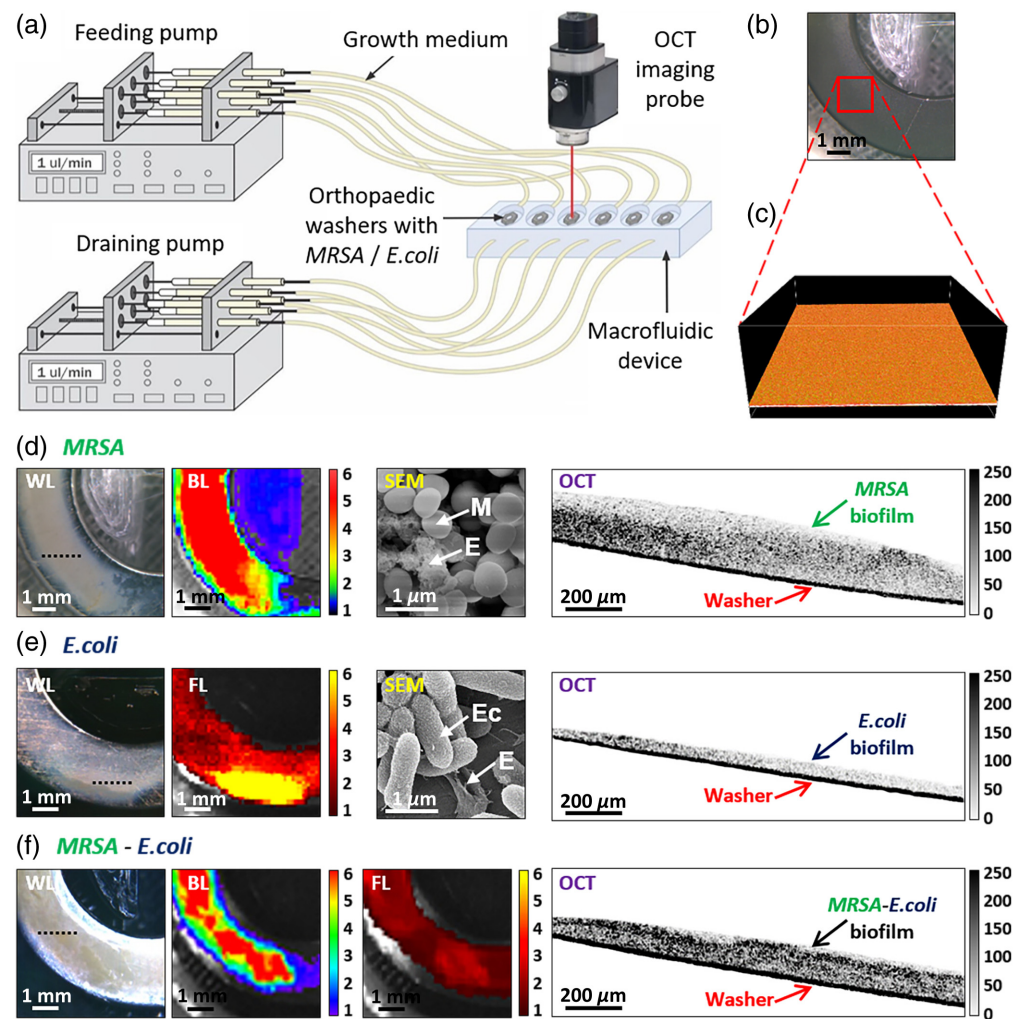 (a)
Feeding pump
Growth medium
OCT
imaging
probe
1 ul/min
Orthopaedic
washers with
MRSA / E.coli
Draining pump
1 ul/min
Macrofluidic
device
(b)
1 mm
(c)
(d) MRSA
WL
1 mm
BL
1 mm
6
5
4
3
2
1
SEM
M
E
1 μm
OCT
MRSA
biofilm
Washer
200 μm
250
200
150
100
50
0
(e) E.coli
WL
1 mm
FL
1 mm
6
5
4
3
2
1
SEM
Ec
E
1 μm
OCT
E.coli
biofilm
Washer
200 μm
250
200
150
100
50
0
(f) MRSA - E.coli
WL
1 mm
BL
1 mm
6
5
4
3
2
1
FL
1 mm
6
5
4
3
2
1
OCT
MRSA-E.coli
biofilm
Washer
200 μm
250
200
150
100
50
0